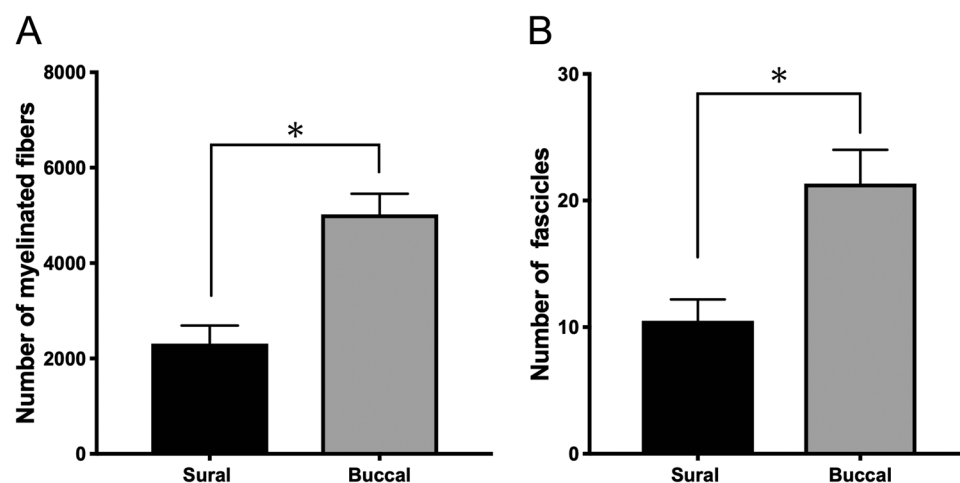 A
Number of myelinated fibers
8000
6000
4000
2000
0
*
Sural
Buccal
B
Number of fascicles
30
20
10
0
*
Sural
Buccal